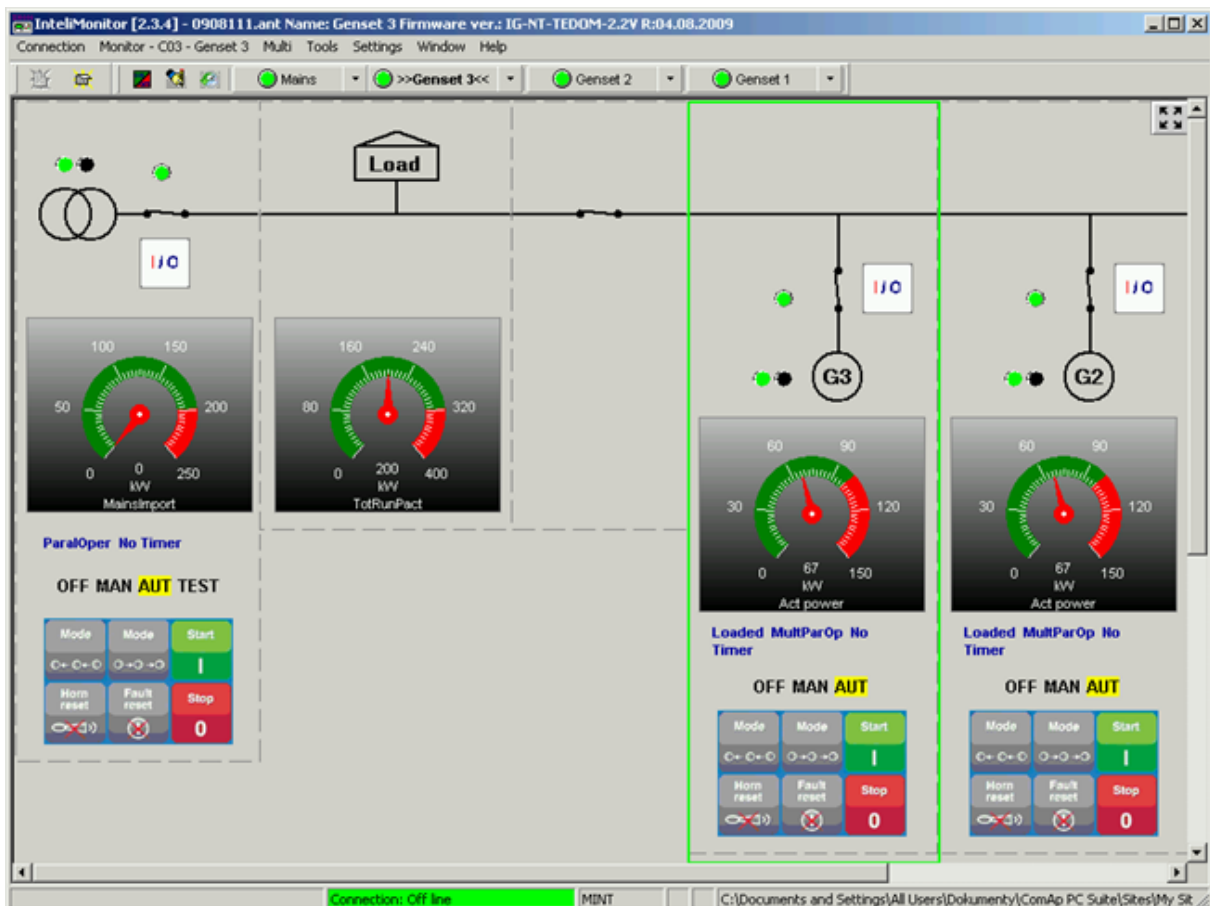 InteliMonitor [2.3.4] - 0908111.ant Name: Genset 3 Firmware ver.: IG-NT-TEDOM-2.2V R:04.08.2009
Connection Monitor - C03 - Genset 3 Multi Tools Settings Window Help
Mains >>Genset 3<< Genset 2 Genset 1
Load
I/O
I/O
I/O
G3
G2
0 50 100 150 200 250
0
kW
MainsImport
0 80 160 240 320 400
200
kW
TotRunPact
0 30 60 90 120 150
67
kW
Act power
0 30 60 90 120 150
67
kW
Act power
ParalOper No Timer
OFF MAN AUT TEST
Mode Mode Start
I
Horn reset Fault reset Stop
0
Loaded MultParOp No
Timer
OFF MAN AUT
Mode Mode Start
I
Horn reset Fault reset Stop
0
Loaded MultParOp No
Timer
OFF MAN AUT
Mode Mode Start
I
Horn reset Fault reset Stop
0
Connection: Off line MINT C:\Documents and Settings\All Users\Dokumenty\ComAp PC Suite\Sites\My Sit